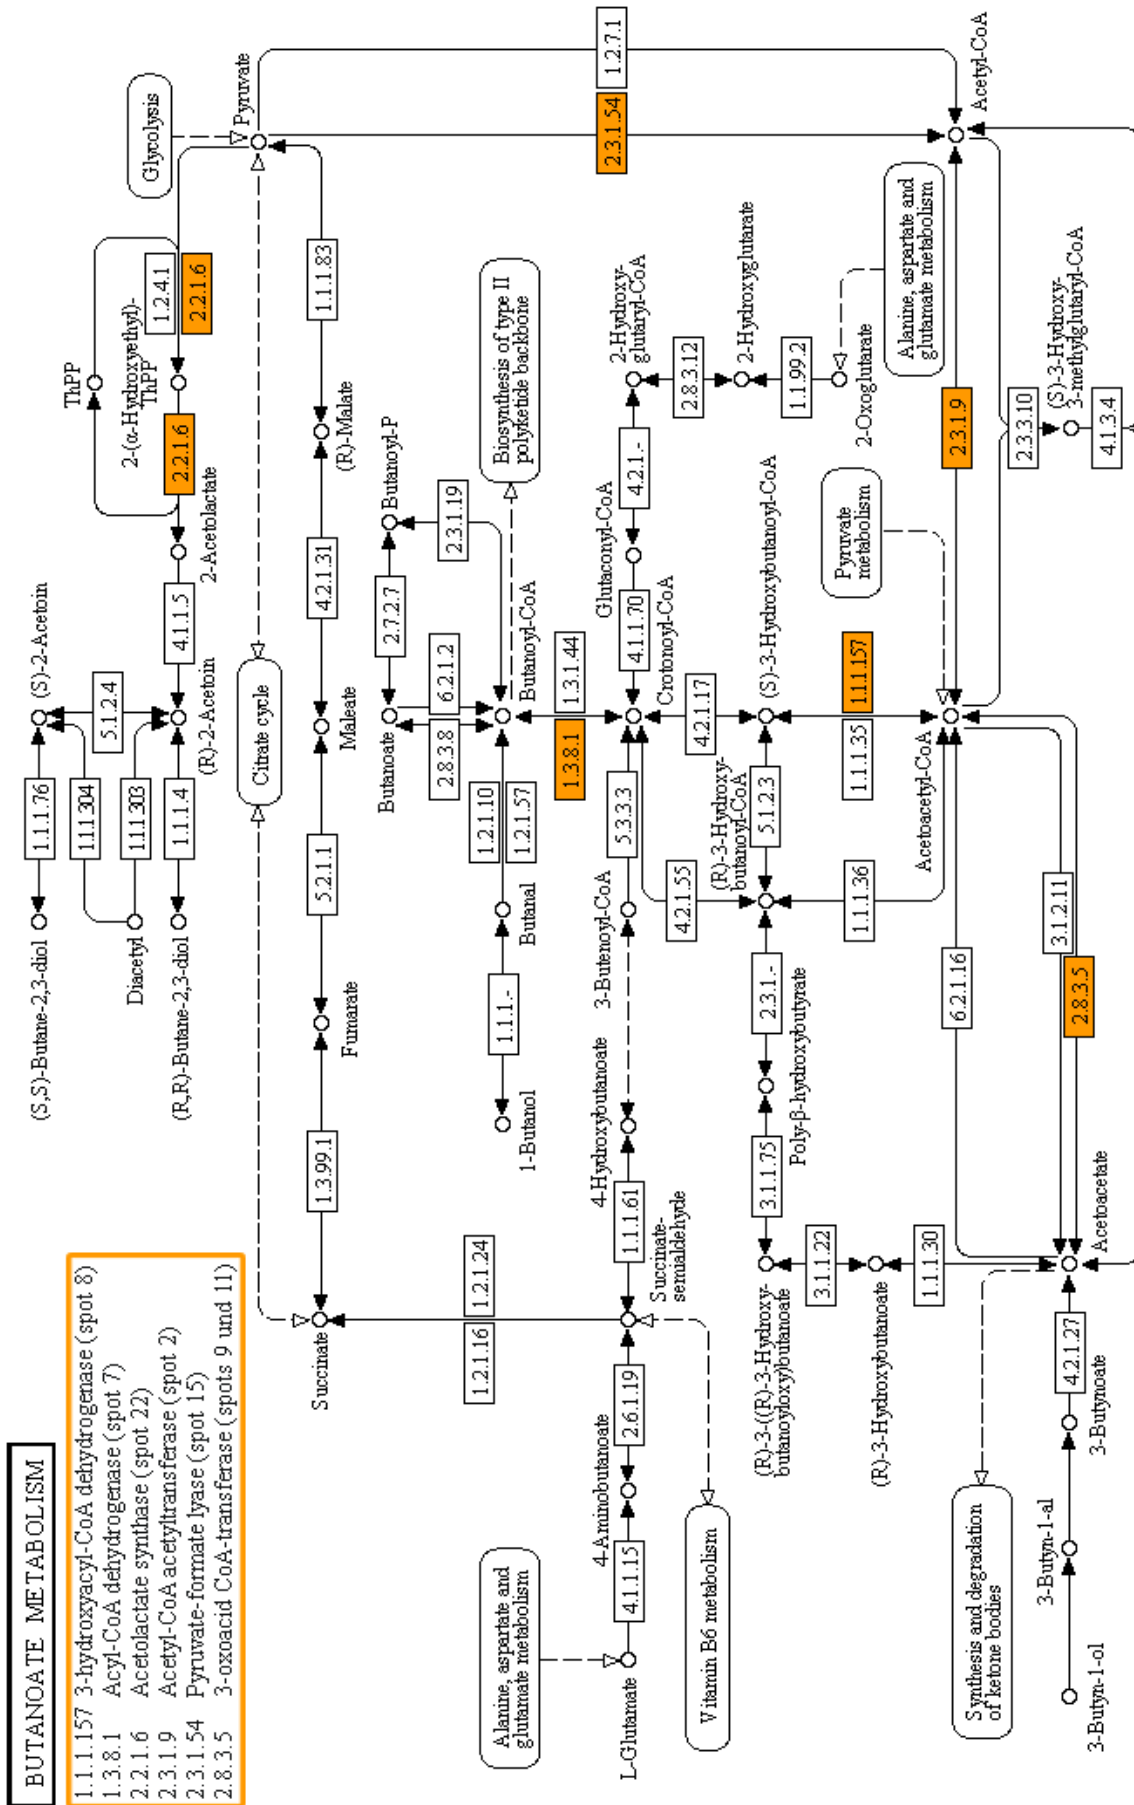 BUTANOATE METABOLISM
1.1.1.157 3-hydroxyacyl-CoA dehydrogenase (spot 8)
1.3.8.1 Acyl-CoA dehydrogenase (spot 7)
2.2.1.6 Acetolactate synthase (spot 22)
2.3.1.9 Acetyl-CoA acetyltransferase (spot 2)
2.3.1.54 Pyruvate-formate lyase (spot 15)
2.8.3.5 3-oxoacid CoA-transferase (spots 9 und 11)
(S,S)-Butane-2,3-diol
1.1.1.76
(S)-2-Acetoin
1.1.1.304
5.1.2.4
Diacetyl
1.1.1.303
(R,R)-Butane-2,3-diol
1.1.1.4
(R)-2-Acetoin
4.1.1.5
2-Acetolactate
2.2.1.6
ThPP
2-(α-Hydroxyethyl)-
ThPP
1.2.4.1
2.2.1.6
Glycolysis
Pyruvate
Citrate cycle
Succinate
1.3.99.1
Fumarate
5.2.1.1
Maleate
4.2.1.31
(R)-Malate
1.1.1.83
Butanoate
2.7.2.7
Butanoyl-P
2.8.3.8
6.2.1.2
2.3.1.19
1-Butanol
1.1.1.-
Butanal
1.2.1.10
1.2.1.57
Butanoyl-CoA
Biosynthesis of type II
polyketide backbone
1.2.1.16
1.2.1.24
1.3.8.1
1.3.1.44
1.2.7.1
2.3.1.54
Alanine, aspartate and
glutamate metabolism
L-Glutamate
4.1.1.15
4-Aminobutanoate
2.6.1.19
Succinate-
semialdehyde
1.1.1.61
4-Hydroxybutanoate
3-Butenoyl-CoA
5.3.3.3
Crotonoyl-CoA
4.1.1.70
Glutaconyl-CoA
4.2.1.-
2-Hydroxy-
glutaryl-CoA
2.8.3.12
2-Hydroxyglutarate
1.1.99.2
2-Oxoglutarate
Alanine, aspartate and
glutamate metabolism
Vitamin B6 metabolism
4.2.1.55
4.2.1.17
(R)-3-((R)-3-Hydroxy-
butanoyloxy)butanoate
3.1.1.75
Poly-β-hydroxybutyrate
2.3.1.-
(R)-3-Hydroxy-
butanoyl-CoA
5.1.2.3
(S)-3-Hydroxybutanoyl-CoA
3.1.1.22
(R)-3-Hydroxybutanoate
1.1.1.30
1.1.1.36
1.1.1.35
1.1.1.157
Pyruvate
metabolism
Acetoacetyl-CoA
2.3.1.9
Acetyl-CoA
Synthesis and degradation
of ketone bodies
6.2.1.16
3.1.2.11
2.8.3.5
2.3.3.10
(S)-3-Hydroxy-
3-methylglutaryl-CoA
4.1.3.4
3-Butyn-1-ol
3-Butyn-1-al
3-Butynoate
4.2.1.27
Acetoacetate